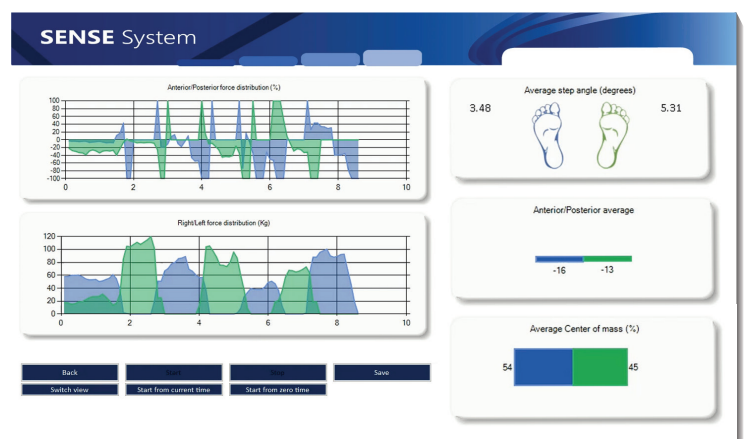 SENSE System
Anterior/Posterior force distribution (%)
100
80
60
40
20
0
-20
-40
-60
-80
-100
0 2 4 6 8 10
Right/Left force distribution (Kg)
120
100
80
60
40
20
0
0 2 4 6 8 10
Back Start Stop Save
Switch view Start from current time Start from zero time
Average step angle (degrees)
3.48 5.31
Anterior/Posterior average
-16 -13
Average Center of mass (%)
54 45